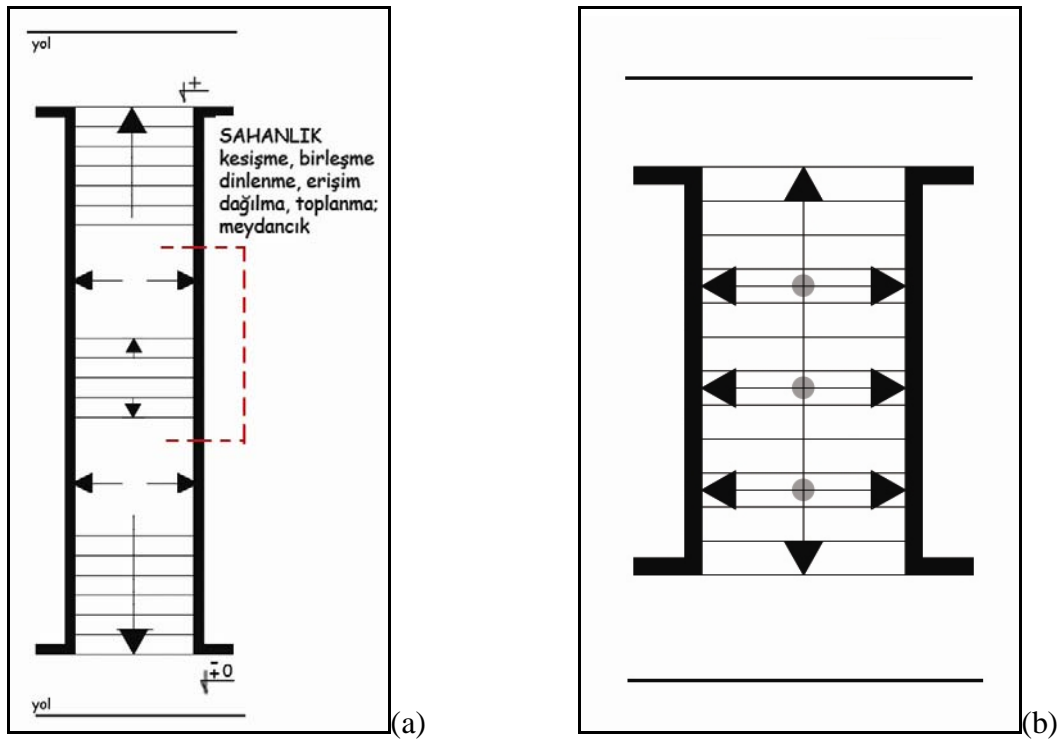 yol
+
SAHANLIK
kesişme, birleşme
dinlenme, erişim
dağılma, toplanma;
meydancık
∓0
yol
(a)
(b)